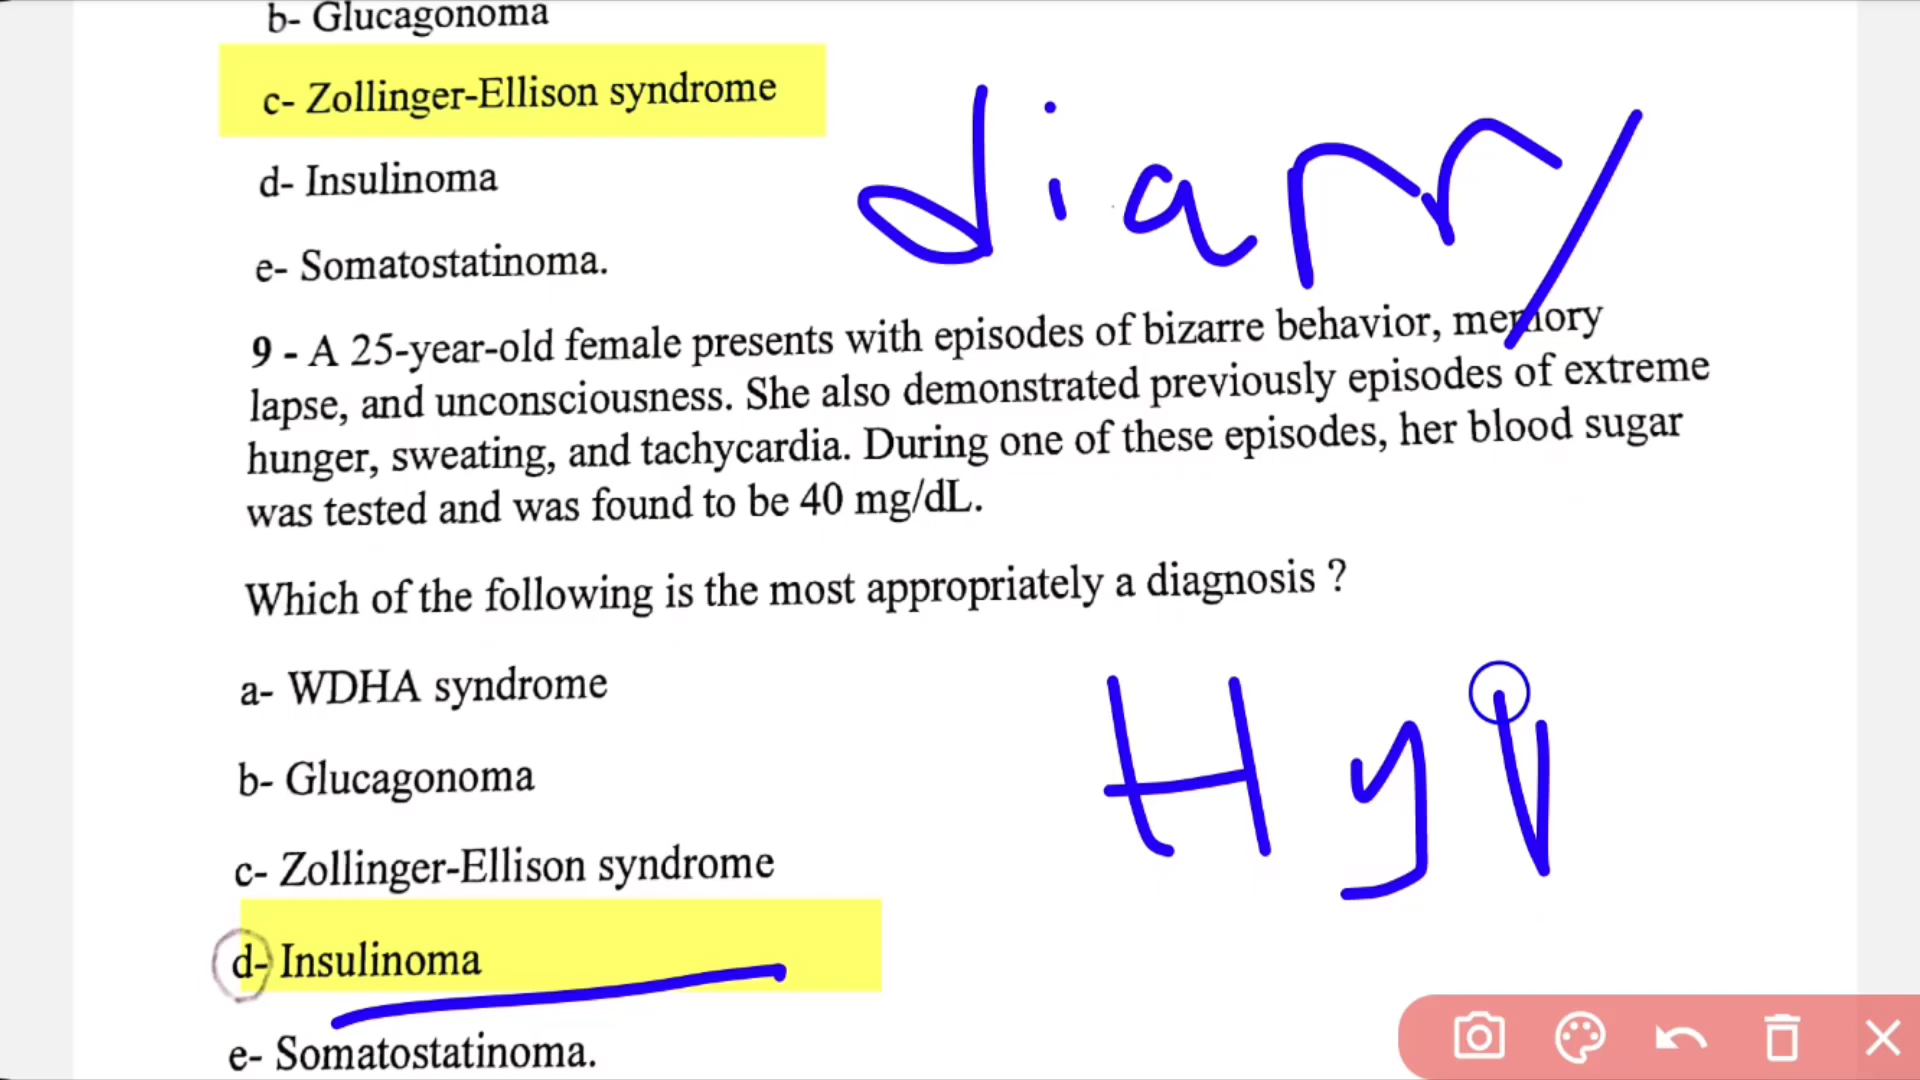 b- Glucagonoma
c- Zollinger-Ellison syndrome
d- Insulinoma
e- Somatostatinoma.
9 - A 25-year-old female presents with episodes of bizarre behavior, memory
lapse, and unconsciousness. She also demonstrated previously episodes of extreme
hunger, sweating, and tachycardia. During one of these episodes, her blood sugar
was tested and was found to be 40 mg/dL.
Which of the following is the most appropriately a diagnosis ?
a- WDHA syndrome
b- Glucagonoma
c- Zollinger-Ellison syndrome
d- Insulinoma
e- Somatostatinoma.